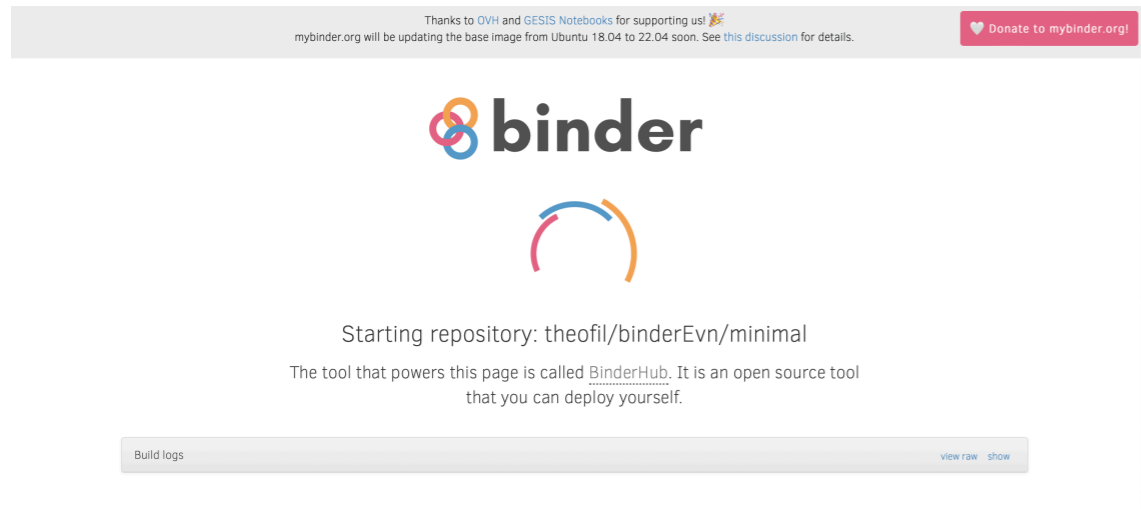 Thanks to OVH and GESIS Notebooks for supporting us! 🎉
mybinder.org will be updating the base image from Ubuntu 18.04 to 22.04 soon. See this discussion for details.
🤍 Donate to mybinder.org!
binder
Starting repository: theofil/binderEvn/minimal
The tool that powers this page is called BinderHub. It is an open source tool
that you can deploy yourself.
Build logs view raw show